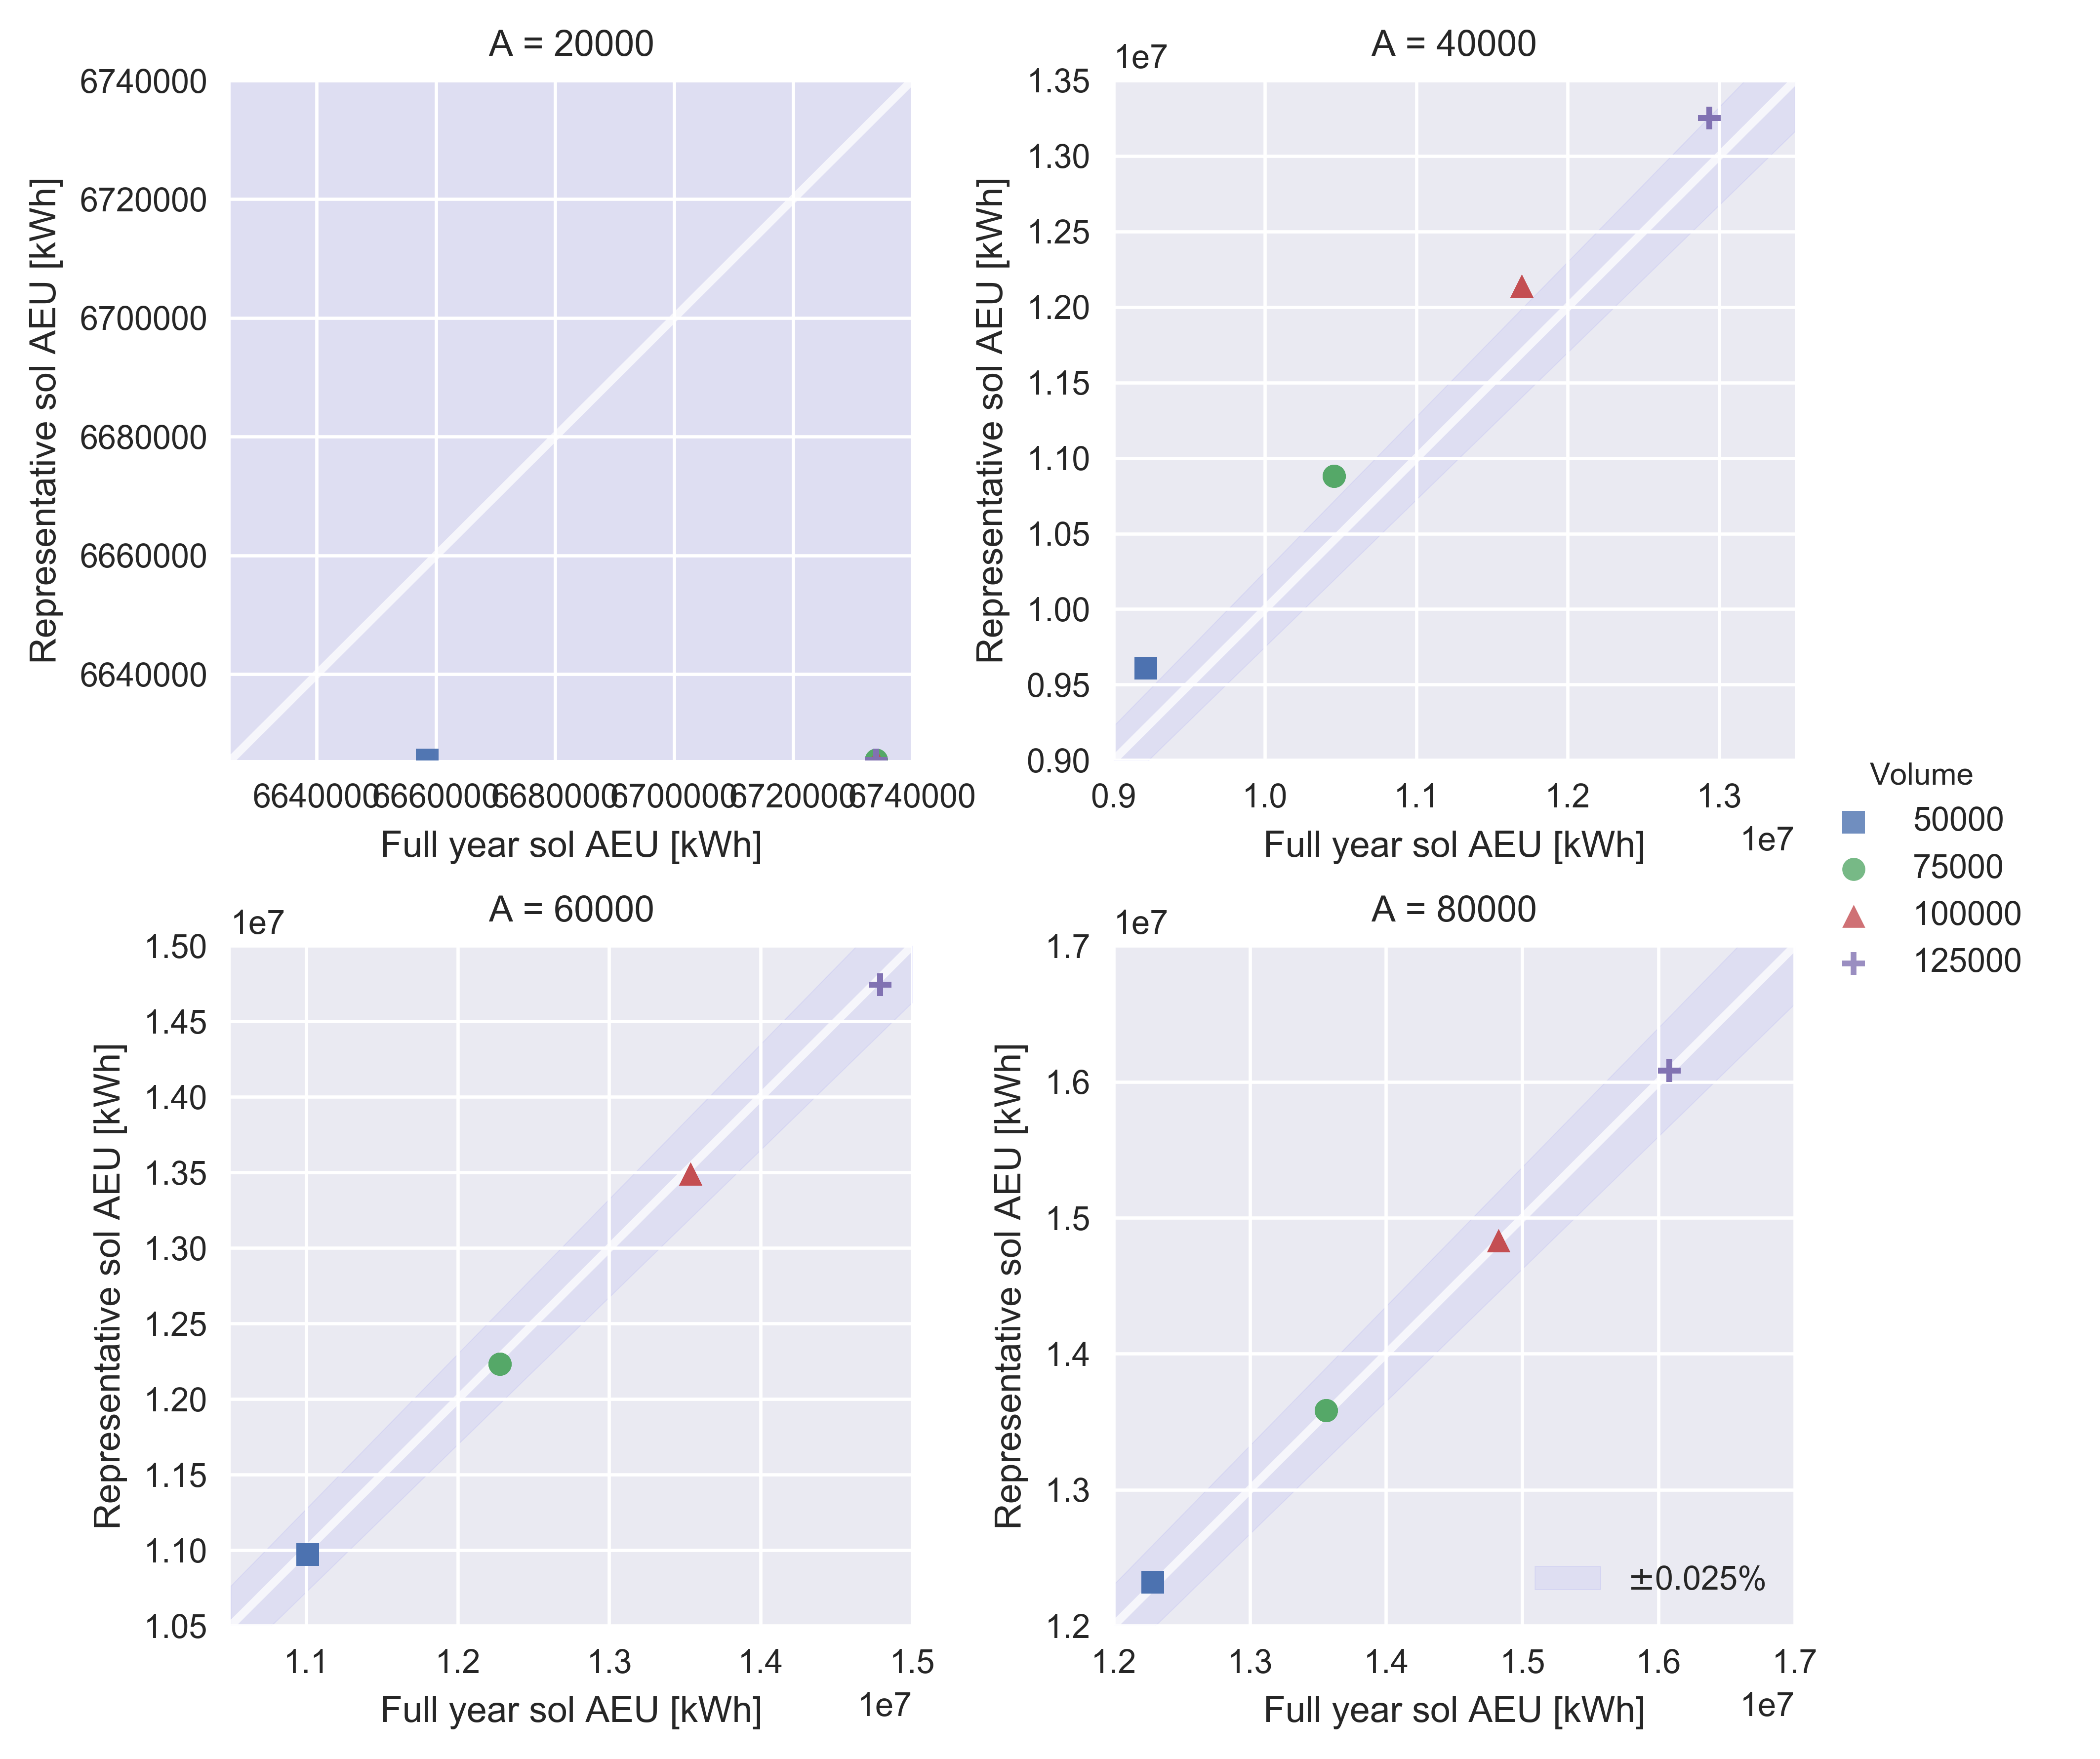 A = 20000
6740000
6720000
6700000
6680000
6660000
6640000
Representative sol AEU [kWh]
6640000 6660000 6680000 6700000 6720000 6740000
Full year sol AEU [kWh]
A = 40000
1e7
1.35
1.30
1.25
1.20
1.15
1.10
1.05
1.00
0.95
0.90
Representative sol AEU [kWh]
0.9 1.0 1.1 1.2 1.3
1e7
Full year sol AEU [kWh]
Volume
50000
75000
100000
125000
A = 60000
1e7
1.50
1.45
1.40
1.35
1.30
1.25
1.20
1.15
1.10
1.05
Representative sol AEU [kWh]
1.1 1.2 1.3 1.4 1.5
1e7
Full year sol AEU [kWh]
A = 80000
1e7
1.7
1.6
1.5
1.4
1.3
1.2
Representative sol AEU [kWh]
±0.025%
1.2 1.3 1.4 1.5 1.6 1.7
1e7
Full year sol AEU [kWh]